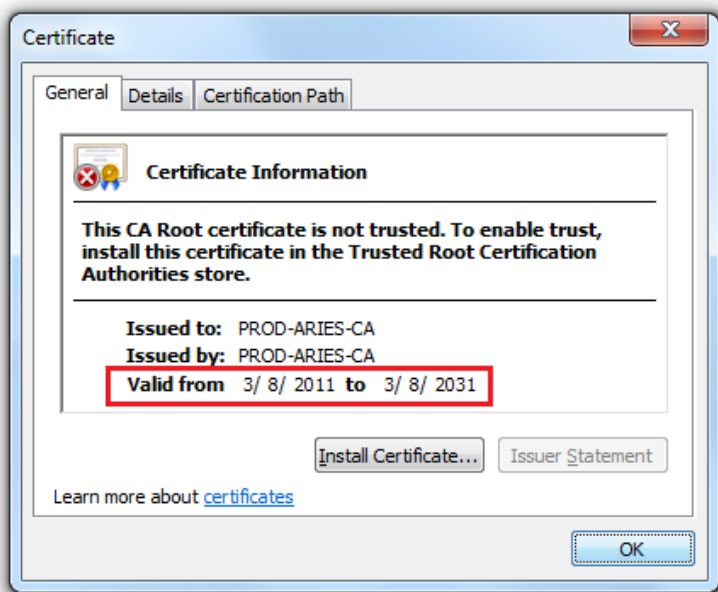 Certificate
General Details Certification Path
Certificate Information
This CA Root certificate is not trusted. To enable trust,
install this certificate in the Trusted Root Certification
Authorities store.
Issued to: PROD-ARIES-CA
Issued by: PROD-ARIES-CA
Valid from 3/ 8/ 2011 to 3/ 8/ 2031
Install Certificate... Issuer Statement
Learn more about certificates
OK